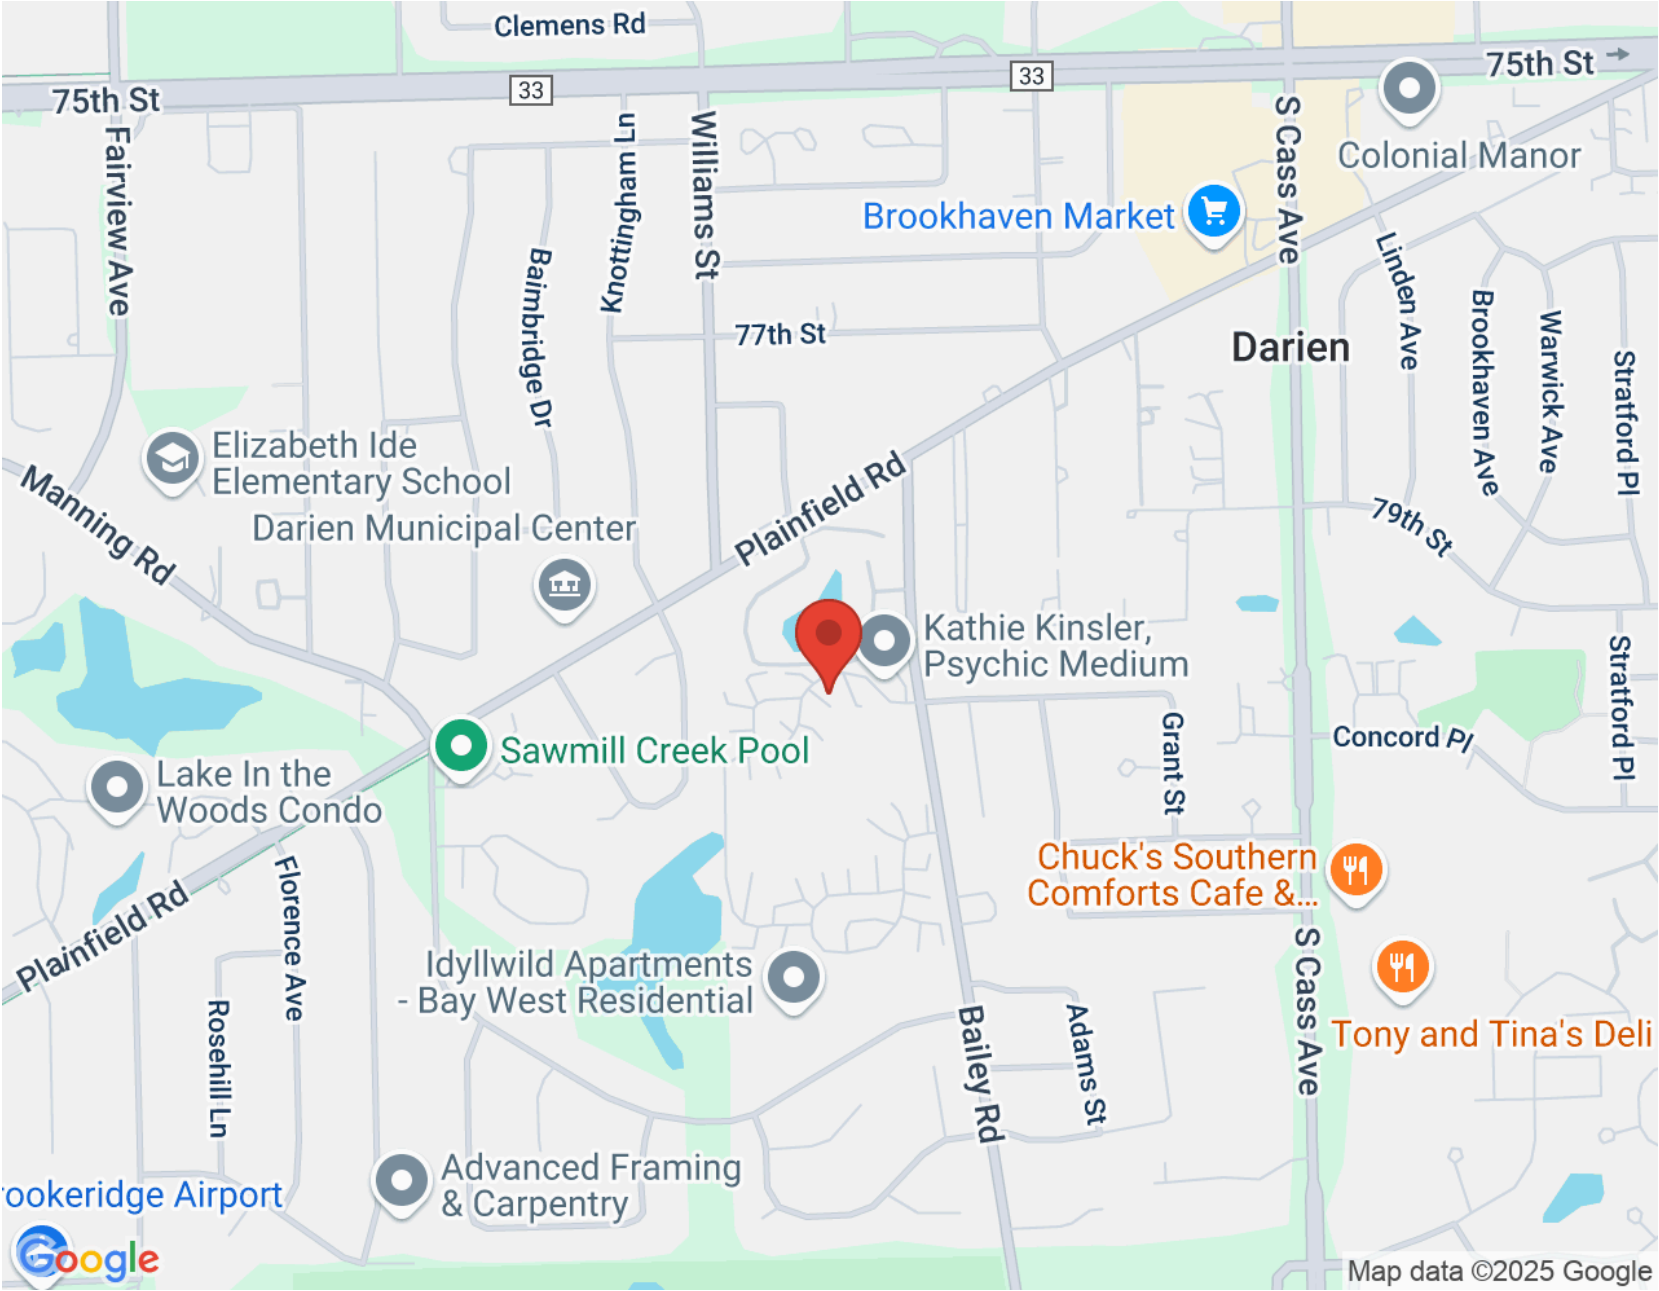 Clemens Rd
75th St
33
33
75th St
Fairview Ave
Knottingham Ln
Williams St
S Cass Ave
Colonial Manor
Brookhaven Market
Baimbridge Dr
77th St
Darien
Linden Ave
Brookhaven Ave
Warwick Ave
Stratford Pl
Elizabeth Ide
Elementary School
Manning Rd
Darien Municipal Center
Plainfield Rd
79th St
Kathie Kinsler,
Psychic Medium
Stratford Pl
Sawmill Creek Pool
Grant St
Concord Pl
Lake In the
Woods Condo
Chuck's Southern
Comforts Cafe &...
Florence Ave
Plainfield Rd
Idyllwild Apartments
- Bay West Residential
S Cass Ave
Rosehill Ln
Bailey Rd
Adams St
Tony and Tina's Deli
Advanced Framing
& Carpentry
rookeridge Airport
Google
Map data ©2025 Google